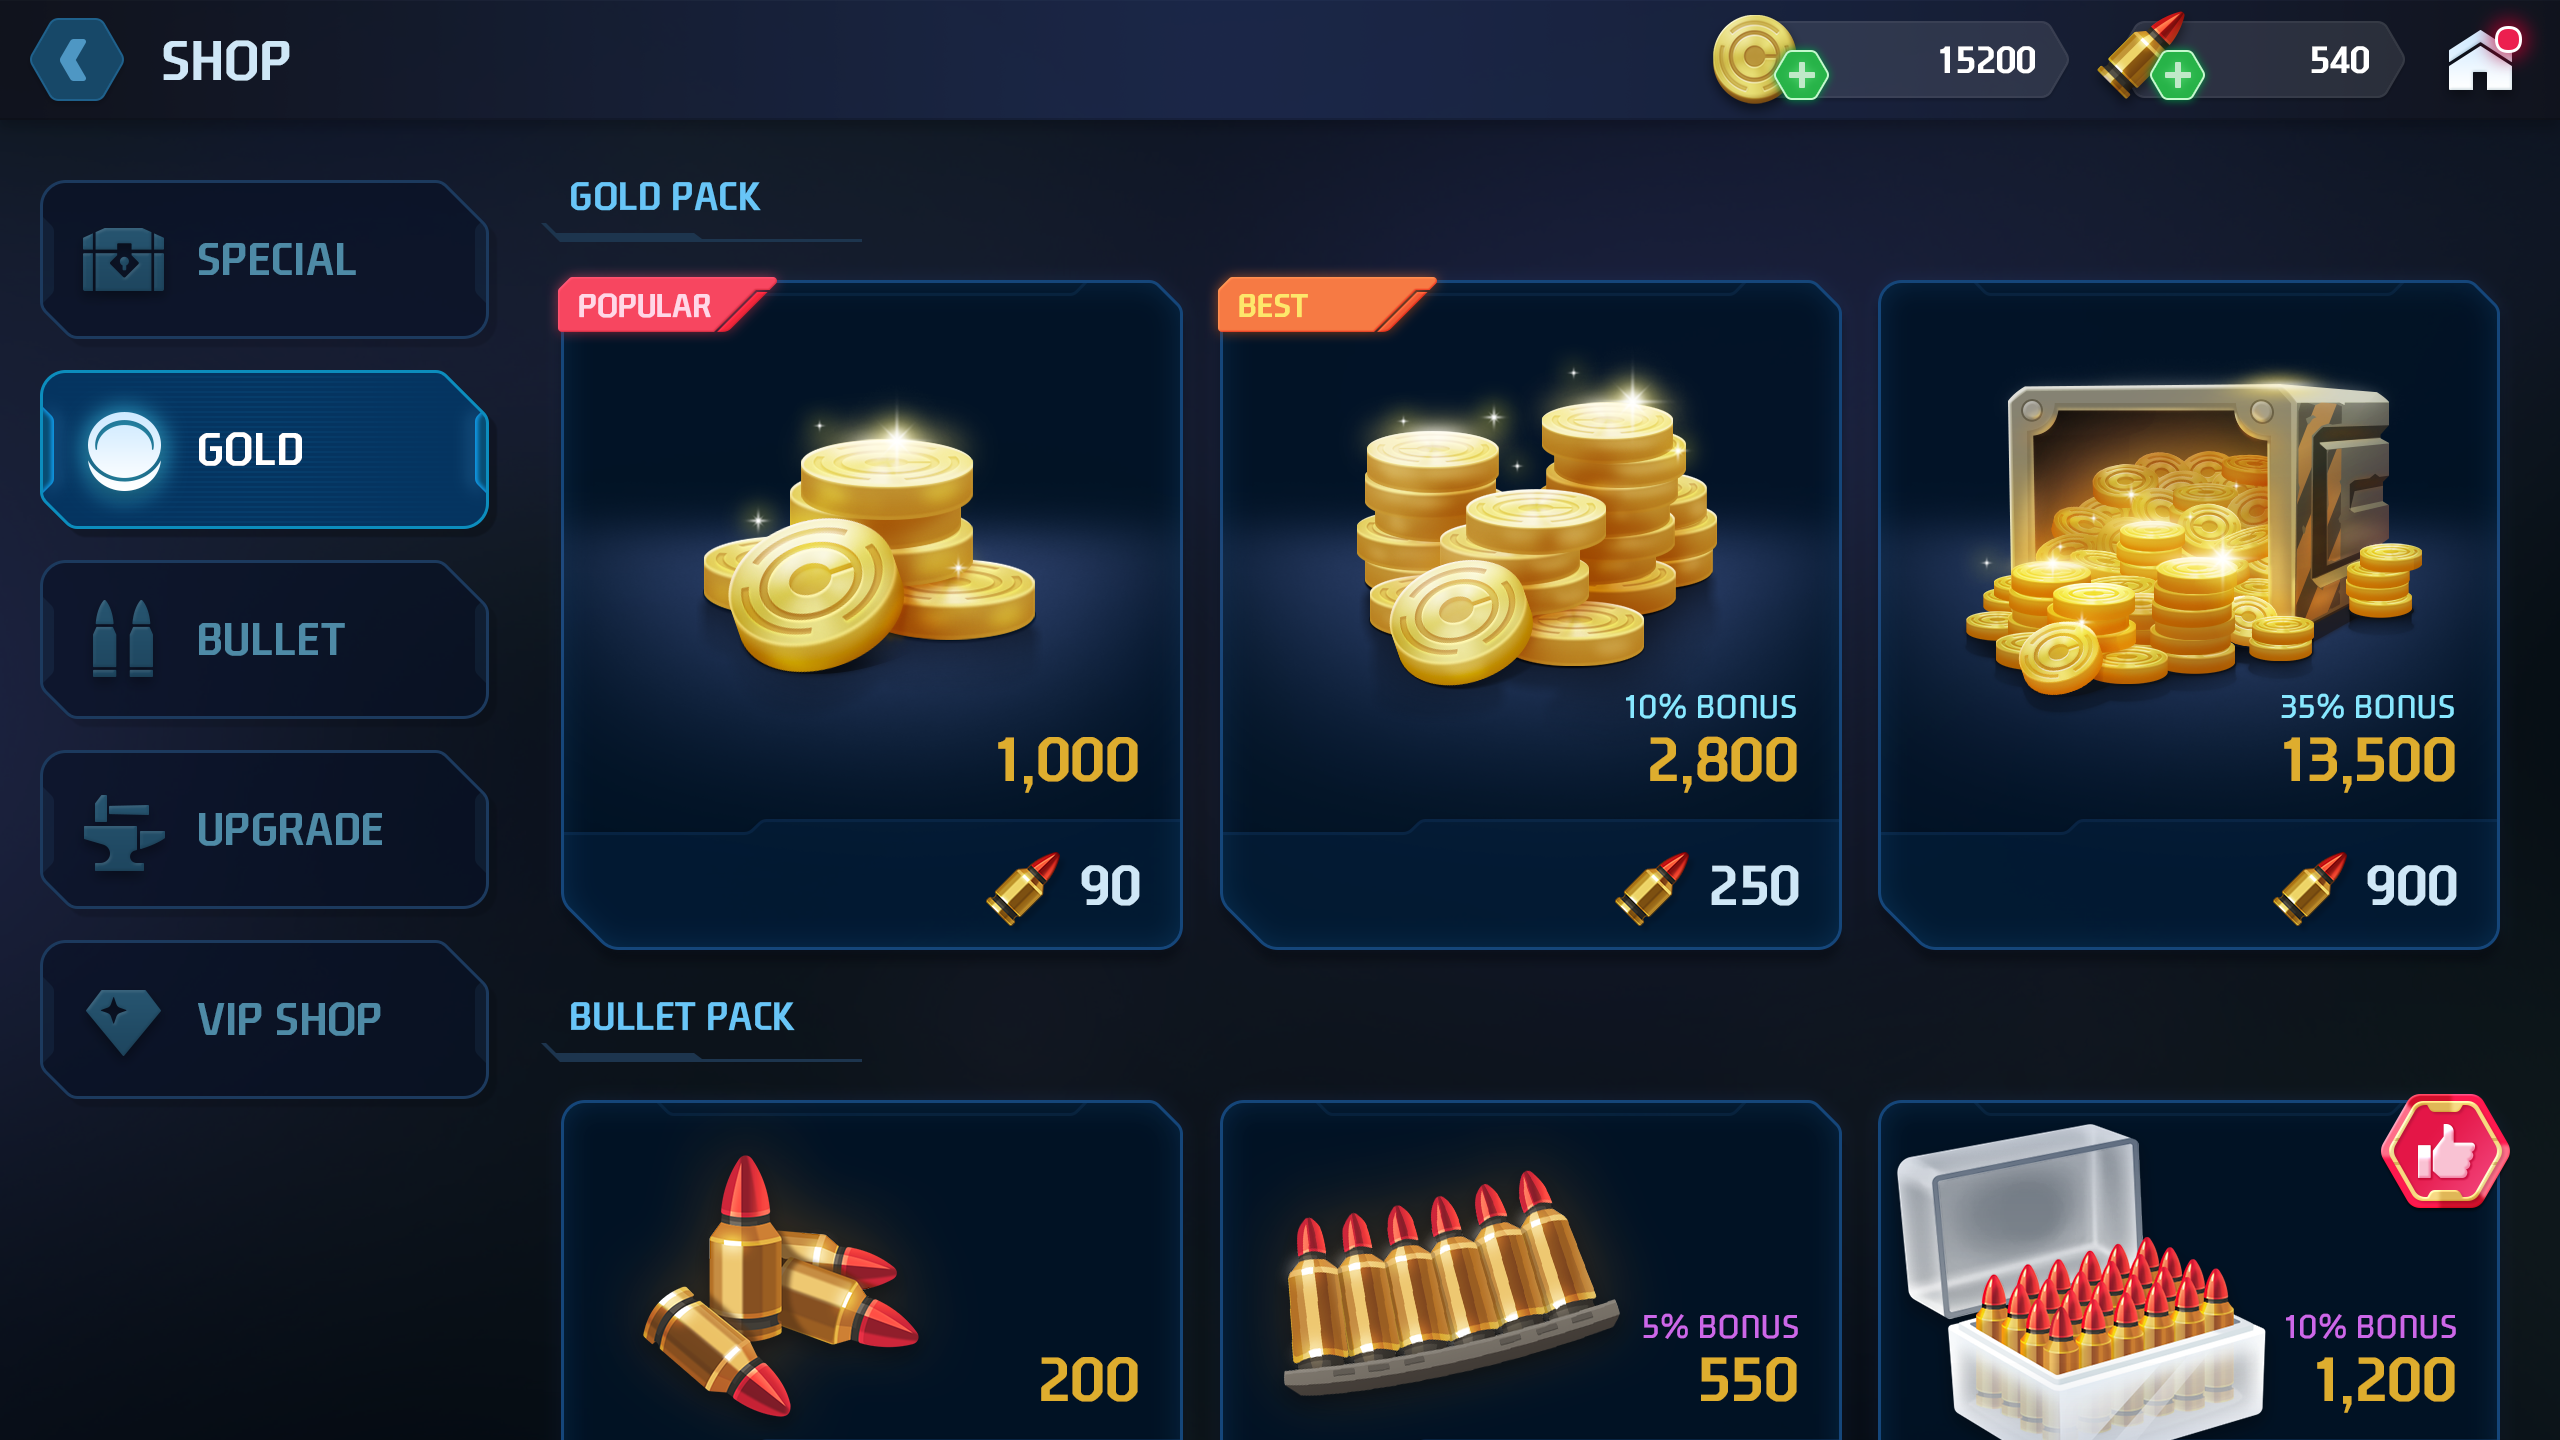 SHOP
15200
540
SPECIAL
GOLD
BULLET
UPGRADE
VIP SHOP
GOLD PACK
POPULAR
1,000
90
BEST
10% BONUS
2,800
250
35% BONUS
13,500
900
BULLET PACK
200
5% BONUS
550
10% BONUS
1,200